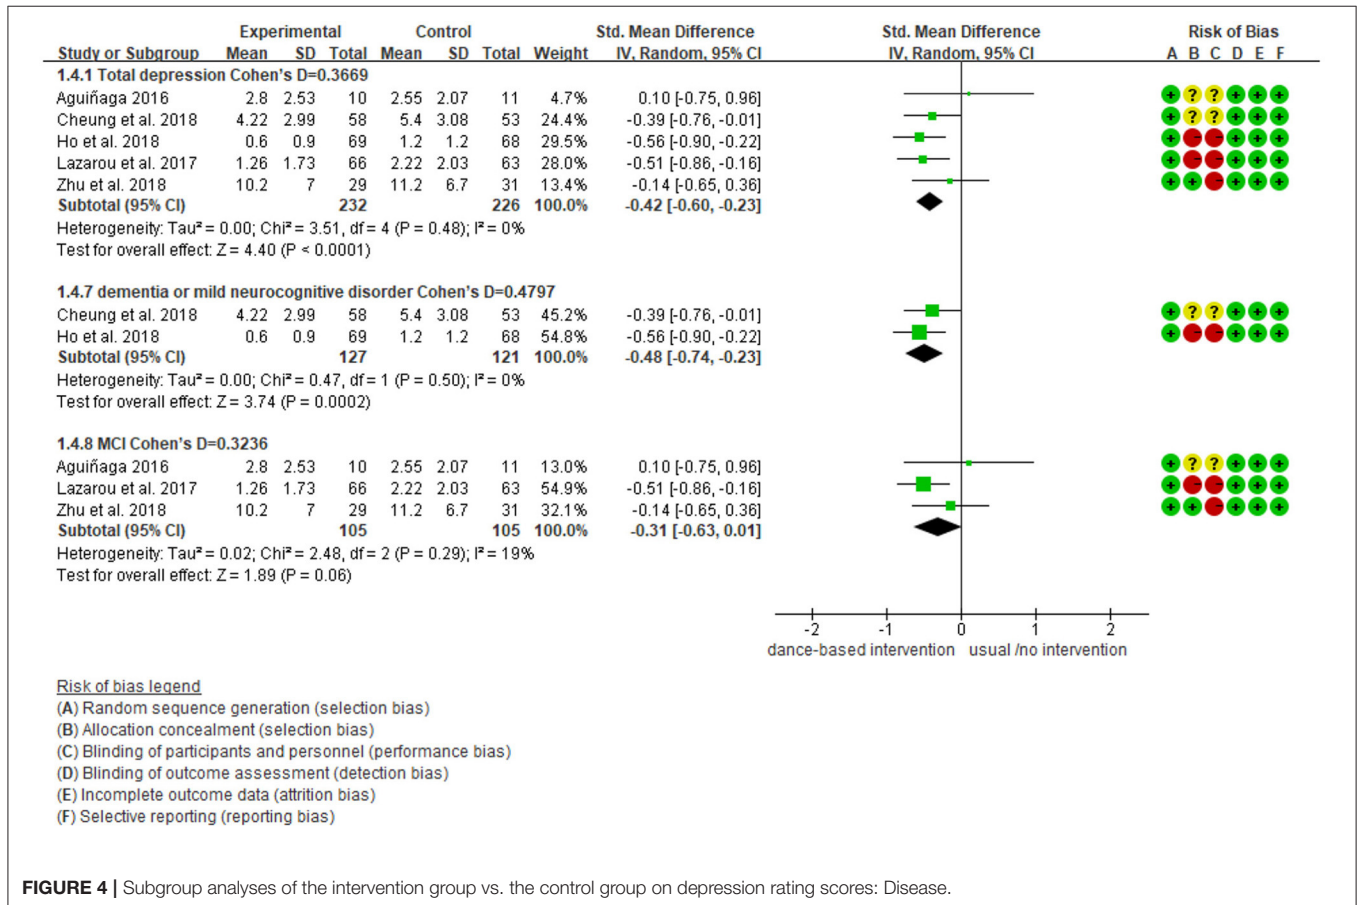 Experimental Control Std. Mean Difference Std. Mean Difference Risk of Bias
Study or Subgroup Mean SD Total Mean SD Total Weight IV, Random, 95% CI IV, Random, 95% CI A B C D E F
1.4.1 Total depression Cohen's D=0.3669
Aguiñaga 2016 2.8 2.53 10 2.55 2.07 11 4.7% 0.10 [-0.75, 0.96] + ? ? + + +
Cheung et al. 2018 4.22 2.99 58 5.4 3.08 53 24.4% -0.39 [-0.76, -0.01] + ? ? + + +
Ho et al. 2018 0.6 0.9 69 1.2 1.2 68 29.5% -0.56 [-0.90, -0.22] + - - + + +
Lazarou et al. 2017 1.26 1.73 66 2.22 2.03 63 28.0% -0.51 [-0.86, -0.16] + - - + + +
Zhu et al. 2018 10.2 7 29 11.2 6.7 31 13.4% -0.14 [-0.65, 0.36] + + - + + +
Subtotal (95% CI) 232 226 100.0% -0.42 [-0.60, -0.23]
Heterogeneity: Tau² = 0.00; Chi² = 3.51, df = 4 (P = 0.48); I² = 0%
Test for overall effect: Z = 4.40 (P < 0.0001)
1.4.7 dementia or mild neurocognitive disorder Cohen's D=0.4797
Cheung et al. 2018 4.22 2.99 58 5.4 3.08 53 45.2% -0.39 [-0.76, -0.01] + ? ? + + +
Ho et al. 2018 0.6 0.9 69 1.2 1.2 68 54.8% -0.56 [-0.90, -0.22] + - - + + +
Subtotal (95% CI) 127 121 100.0% -0.48 [-0.74, -0.23]
Heterogeneity: Tau² = 0.00; Chi² = 0.47, df = 1 (P = 0.50); I² = 0%
Test for overall effect: Z = 3.74 (P = 0.0002)
1.4.8 MCI Cohen's D=0.3236
Aguiñaga 2016 2.8 2.53 10 2.55 2.07 11 13.0% 0.10 [-0.75, 0.96] + ? ? + + +
Lazarou et al. 2017 1.26 1.73 66 2.22 2.03 63 54.9% -0.51 [-0.86, -0.16] + - - + + +
Zhu et al. 2018 10.2 7 29 11.2 6.7 31 32.1% -0.14 [-0.65, 0.36] + + - + + +
Subtotal (95% CI) 105 105 100.0% -0.31 [-0.63, 0.01]
Heterogeneity: Tau² = 0.02; Chi² = 2.48, df = 2 (P = 0.29); I² = 19%
Test for overall effect: Z = 1.89 (P = 0.06)
-2 -1 0 1 2
dance-based intervention usual /no intervention
Risk of bias legend
(A) Random sequence generation (selection bias)
(B) Allocation concealment (selection bias)
(C) Blinding of participants and personnel (performance bias)
(D) Blinding of outcome assessment (detection bias)
(E) Incomplete outcome data (attrition bias)
(F) Selective reporting (reporting bias)
FIGURE 4 | Subgroup analyses of the intervention group vs. the control group on depression rating scores: Disease.